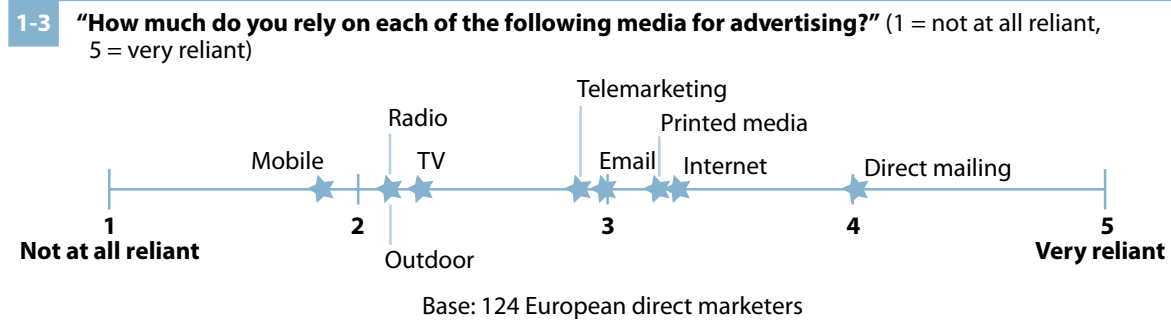 1-3 “How much do you rely on each of the following media for advertising?” (1 = not at all reliant,
5 = very reliant)
Telemarketing
Radio
Printed media
Mobile
TV
Email
Internet
Direct mailing
1 2 3 4 5
Not at all reliant Very reliant
Outdoor
Base: 124 European direct marketers